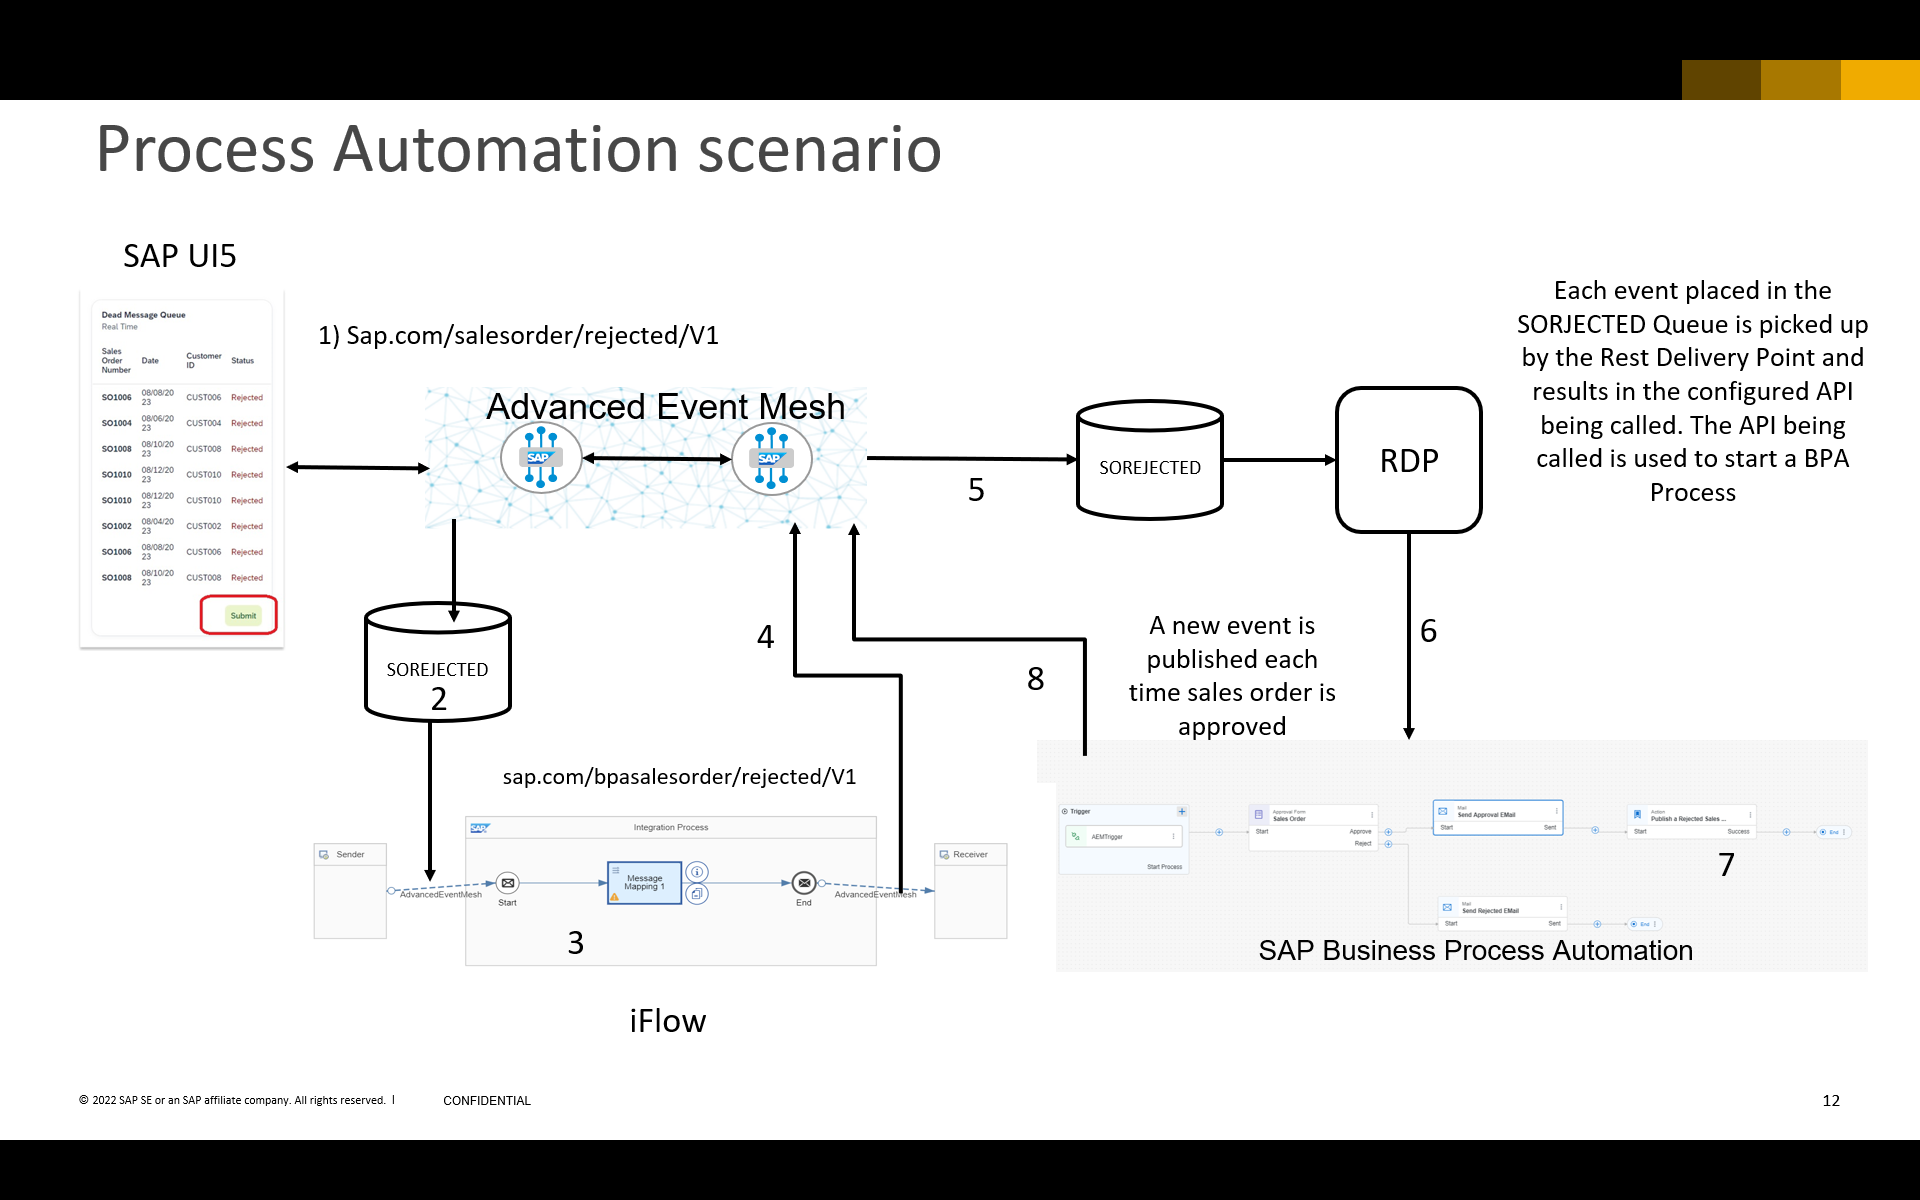 Process Automation scenario
SAP UI5
Dead Message Queue
Real Time
Sales Order Number Date Customer ID Status
SO1006 08/08/2023 CUST006 Rejected
SO1004 08/06/2023 CUST004 Rejected
SO1008 08/10/2023 CUST008 Rejected
SO1010 08/12/2023 CUST010 Rejected
SO1010 08/12/2023 CUST010 Rejected
SO1002 08/04/2023 CUST002 Rejected
SO1006 08/08/2023 CUST006 Rejected
SO1008 08/10/2023 CUST008 Rejected
Submit
1) Sap.com/salesorder/rejected/V1
Advanced Event Mesh
SAP
SAP
5
SOREJECTED
RDP
Each event placed in the
SORJECTED Queue is picked up
by the Rest Delivery Point and
results in the configured API
being called. The API being
called is used to start a BPA
Process
SOREJECTED
2
4
8
A new event is
published each
time sales order is
approved
6
sap.com/bpasalesorder/rejected/V1
SAP
Integration Process
Sender
AdvancedEventMesh
Start
Message
Mapping 1
End
AdvancedEventMesh
Receiver
3
iFlow
Trigger
AEMTrigger
Start Process
Approval Form
Sales Order
Start
Approve
Reject
Mail
Send Approval EMail
Start
Sent
Action
Publish a Rejected Sales ...
Start
Success
End
7
Mail
Send Rejected EMail
Start
Sent
End
SAP Business Process Automation
© 2022 SAP SE or an SAP affiliate company. All rights reserved. I
CONFIDENTIAL
12